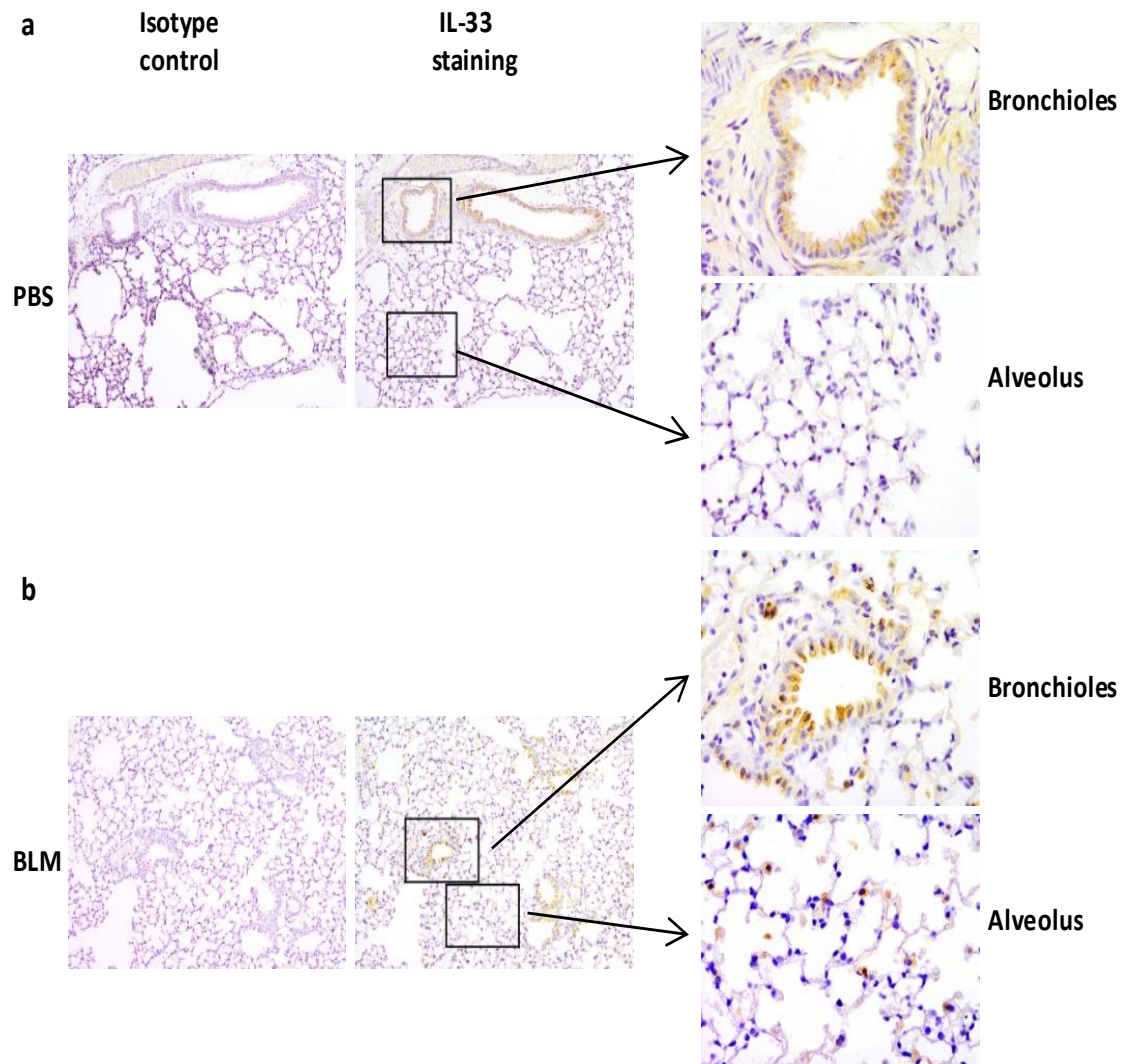 a
Isotype
control
IL-33
staining
Bronchioles
PBS
Alveolus
b
Bronchioles
BLM
Alveolus